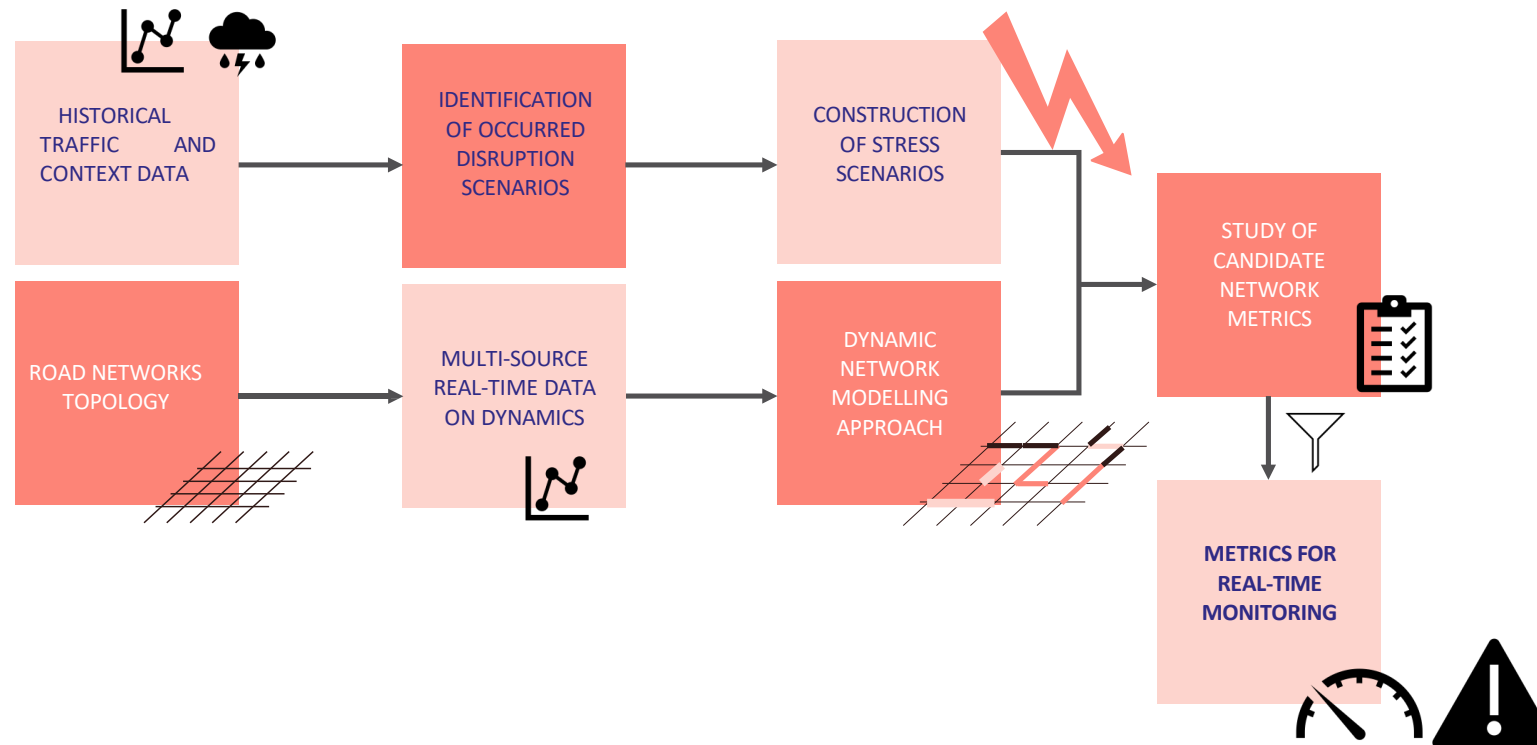 HISTORICAL
TRAFFIC AND
CONTEXT DATA
IDENTIFICATION
OF OCCURRED
DISRUPTION
SCENARIOS
CONSTRUCTION
OF STRESS
SCENARIOS
ROAD NETWORKS
TOPOLOGY
MULTI-SOURCE
REAL-TIME DATA
ON DYNAMICS
DYNAMIC
NETWORK
MODELLING
APPROACH
STUDY OF
CANDIDATE
NETWORK
METRICS
METRICS FOR
REAL-TIME
MONITORING